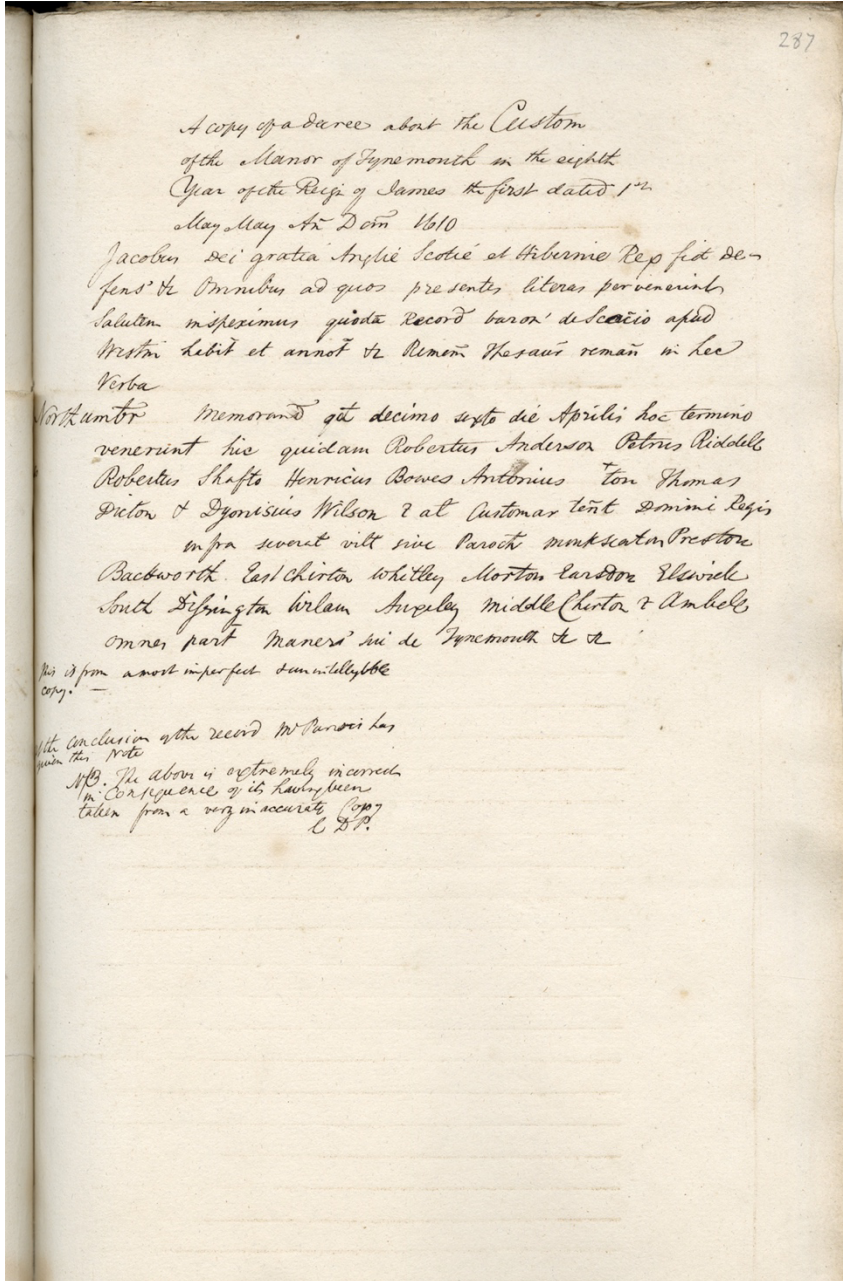 287
A copy of a decree about the Custom
of the Manor of Tynemouth in the eighth
Year of the Reign of James the first dated 1st
May May An Dom 1610
Jacobus Dei gratia Anglie Scotie et Hibernie Rex fid De-
fens' &c Omnibus ad quos presentes literas pervenerint
Salutem inspeximus quoda Record baron' de Scacio apud
Westm habit et annot &c Remem Thesaur reman in hec
Verba
Northumbr Memorand qd decimo sexto die Aprilis hoc termino
venerunt hic quidam Robertus Anderson Petrus Riddell
Robertus Shafto Henricus Bowes Antonius ton Thomas
Dicton & Dyonisius Wilson & al Customar tent Domini Regis
infra several vill sive Paroch monkseaton Preston
Backworth East Chirton Whitley Morton Earsdon Elswick
South Dissington Wilam Anxeley middle Chirton & Amble
omnes part Maneri' sui de Tynemouth &c &c
this is from a most imperfect & unintellygble
copy. —
the conclusion of the record Mr has
given this Note
NB. The above is extremely incorrect
in Consequence of its having been
taken from a very inaccurate Copy
C D P.